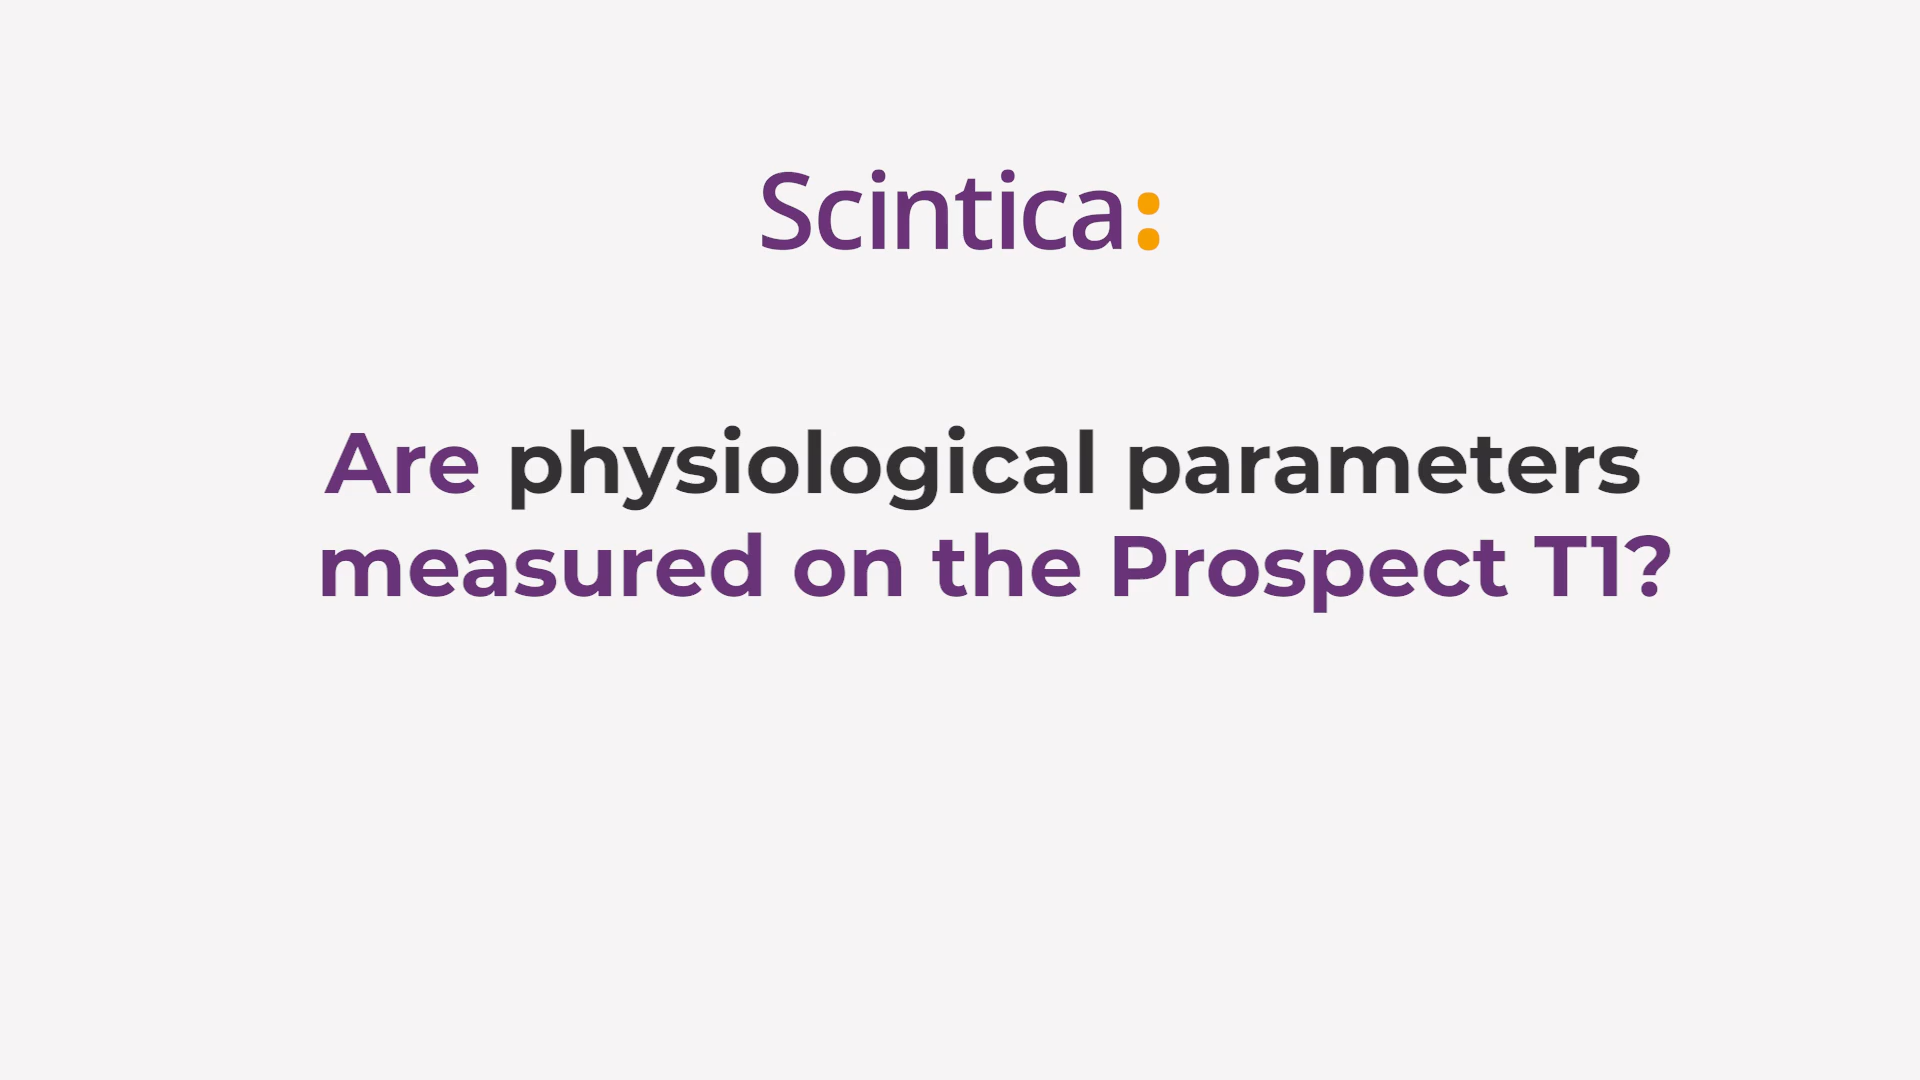 Scintica:
Are physiological parameters
measured on the Prospect T1?